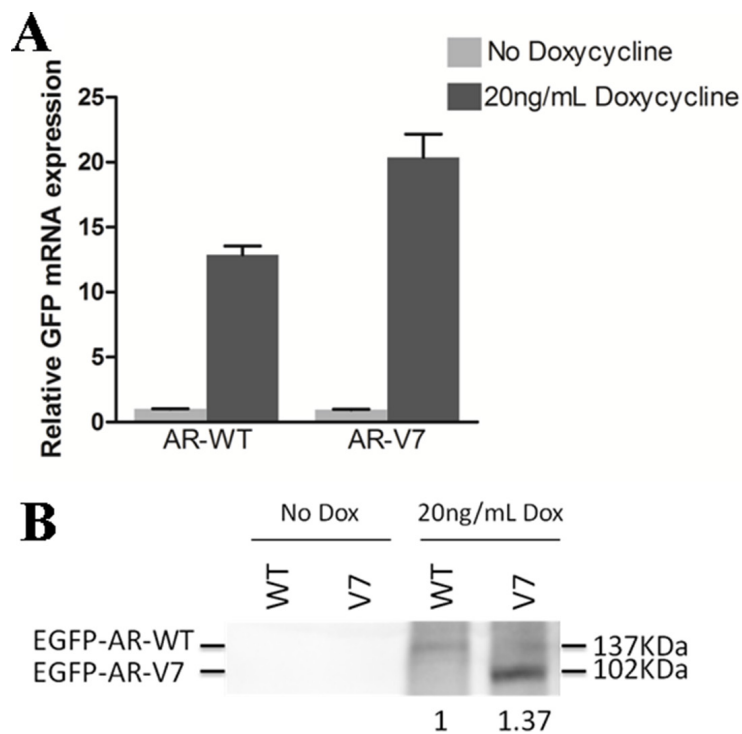 A
No Doxycycline
20ng/mL Doxycycline
Relative GFP mRNA expression
25
20
15
10
5
0
AR-WT AR-V7
B
No Dox 20ng/mL Dox
WT V7 WT V7
EGFP-AR-WT 137KDa
EGFP-AR-V7 102KDa
1 1.37